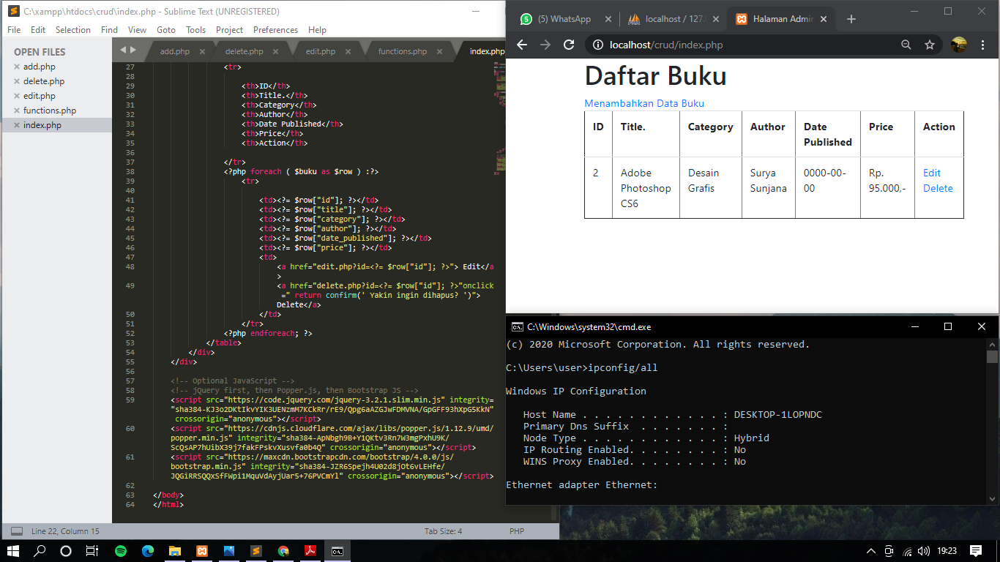 C:\xampp\htdocs\crud\index.php - Sublime Text (UNREGISTERED)
File Edit Selection Find View Goto Tools Project Preferences Help
OPEN FILES
add.php
delete.php
edit.php
functions.php
index.php
add.php delete.php edit.php functions.php index.php
27 <tr>
28
29 <th>ID</th>
30 <th>Title.</th>
31 <th>Category</th>
32 <th>Author</th>
33 <th>Date Published</th>
34 <th>Price</th>
35 <th>Action</th>
36
37 </tr>
38 <?php foreach ( $buku as $row ) :?>
39 <tr>
40
41 <td><?= $row["id"]; ?></td>
42 <td><?= $row["title"]; ?></td>
43 <td><?= $row["category"]; ?></td>
44 <td><?= $row["author"]; ?></td>
45 <td><?= $row["date_published"]; ?></td>
46 <td><?= $row["price"]; ?></td>
47 <td>
48 <a href="edit.php?id=<?= $row["id"]; ?>"> Edit</a
>
49 <a href="delete.php?id=<?= $row["id"]; ?>"onclick
=" return confirm(' Yakin ingin dihapus? ')">
Delete</a>
50 </td>
51 </tr>
52 <?php endforeach; ?>
53 </table>
54 </div>
55 </div>
56
57 <!-- Optional JavaScript -->
58 <!-- jQuery first, then Popper.js, then Bootstrap JS -->
59 <script src="https://code.jquery.com/jquery-3.2.1.slim.min.js" integrity=
"sha384-KJ3o2DKtIkvYIK3UENzmM7KCkRr/rE9/Qpg6aAZGJwFDMVNA/GpGFF93hXpG5KkN"
crossorigin="anonymous"></script>
60 <script src="https://cdnjs.cloudflare.com/ajax/libs/popper.js/1.12.9/umd/
popper.min.js" integrity="sha384-ApNbgh9B+Y1QKtv3Rn7W3mgPxhU9K/
ScQsAP7hUibX39j7fakFPskvXusvfa0b4Q" crossorigin="anonymous"></script>
61 <script src="https://maxcdn.bootstrapcdn.com/bootstrap/4.0.0/js/
bootstrap.min.js" integrity="sha384-JZR6Spejh4U02d8jOt6vLEHfe/
JQGiRRSQQxSfFWpi1MquVdAyjUar5+76PVCmYl" crossorigin="anonymous"></script>
62
63 </body>
64 </html>
Line 22, Column 15 Tab Size: 4 PHP
5 (5) WhatsApp localhost / 127. Halaman Admin
localhost/crud/index.php
Daftar Buku
Menambahkan Data Buku
ID Title. Category Author Date Published Price Action
2 Adobe Photoshop CS6 Desain Grafis Surya Sunjana 0000-00-00 Rp. 95.000,- Edit Delete
C:\Windows\system32\cmd.exe
(c) 2020 Microsoft Corporation. All rights reserved.
C:\Users\user>ipconfig/all
Windows IP Configuration
Host Name . . . . . . . . . . . . : DESKTOP-1LOPNDC
Primary Dns Suffix . . . . . . . :
Node Type . . . . . . . . . . . . : Hybrid
IP Routing Enabled. . . . . . . . : No
WINS Proxy Enabled. . . . . . . . : No
Ethernet adapter Ethernet:
19:23